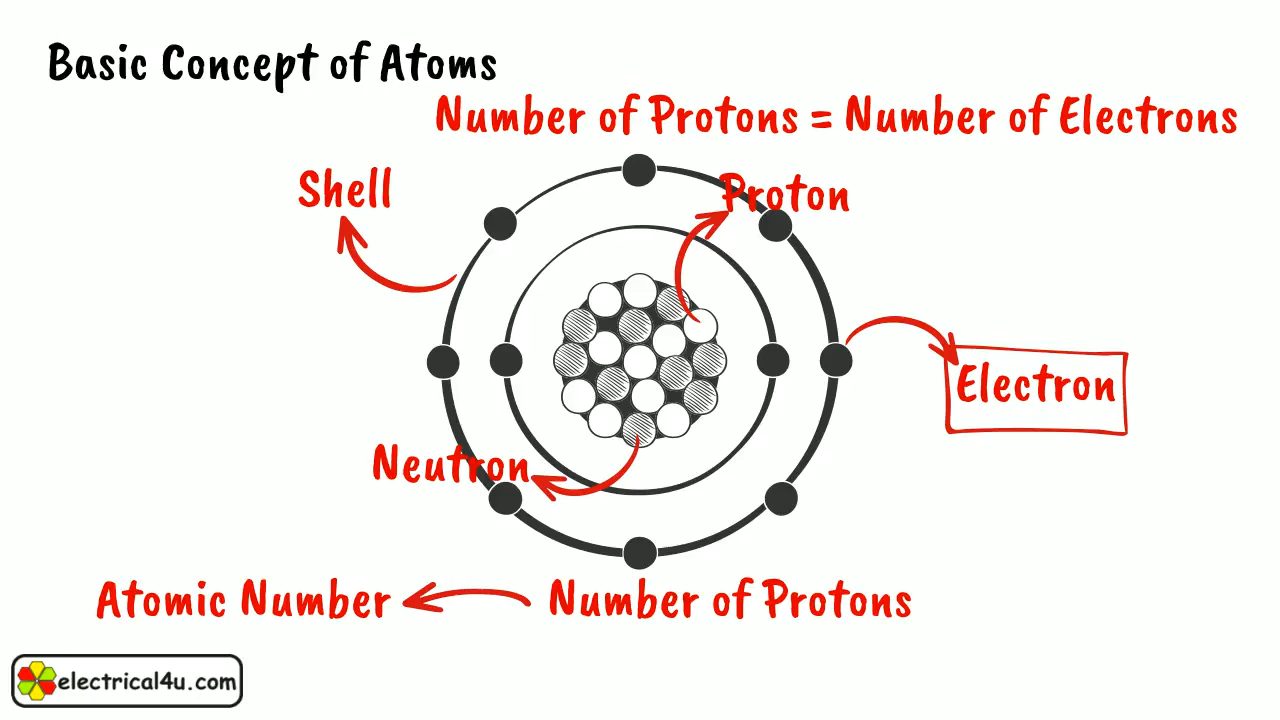 Basic Concept of Atoms
Number of Protons = Number of Electrons
Shell
Proton
Electron
Neutron
Atomic Number
Number of Protons
electrical4u.com